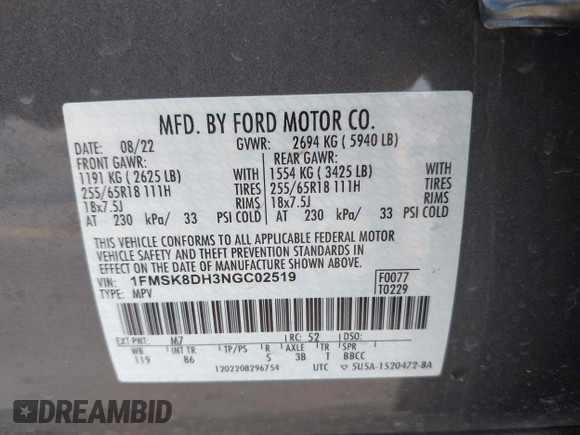 MFD. BY FORD MOTOR CO.
DATE: 08/22 GVWR: 2694 KG ( 5940 LB)
FRONT GAWR: REAR GAWR:
1191 KG ( 2625 LB) WITH 1554 KG ( 3425 LB) WITH
255/65R18 111H TIRES 255/65R18 111H TIRES
18x7.5J RIMS 18x7.5J RIMS
AT 230 kPa/ 33 PSI COLD AT 230 kPa/ 33 PSI COLD
THIS VEHICLE CONFORMS TO ALL APPLICABLE FEDERAL MOTOR
VEHICLE SAFETY AND THEFT PREVENTION STANDARDS IN
EFFECT ON THE DATE OF MANUFACTURE SHOWN ABOVE.
VIN: 1FMSK8DH3NGC02519 F0077
TYPE: MPV T0229
EXT PNT: M7 RC: 52 DSO:
WB INT TR TP/PS R AXLE TR SPR
119 86 S 3B T BBCC
1202208296754 UTC ▽ 5U5A-1520472-BA
DREAMBID